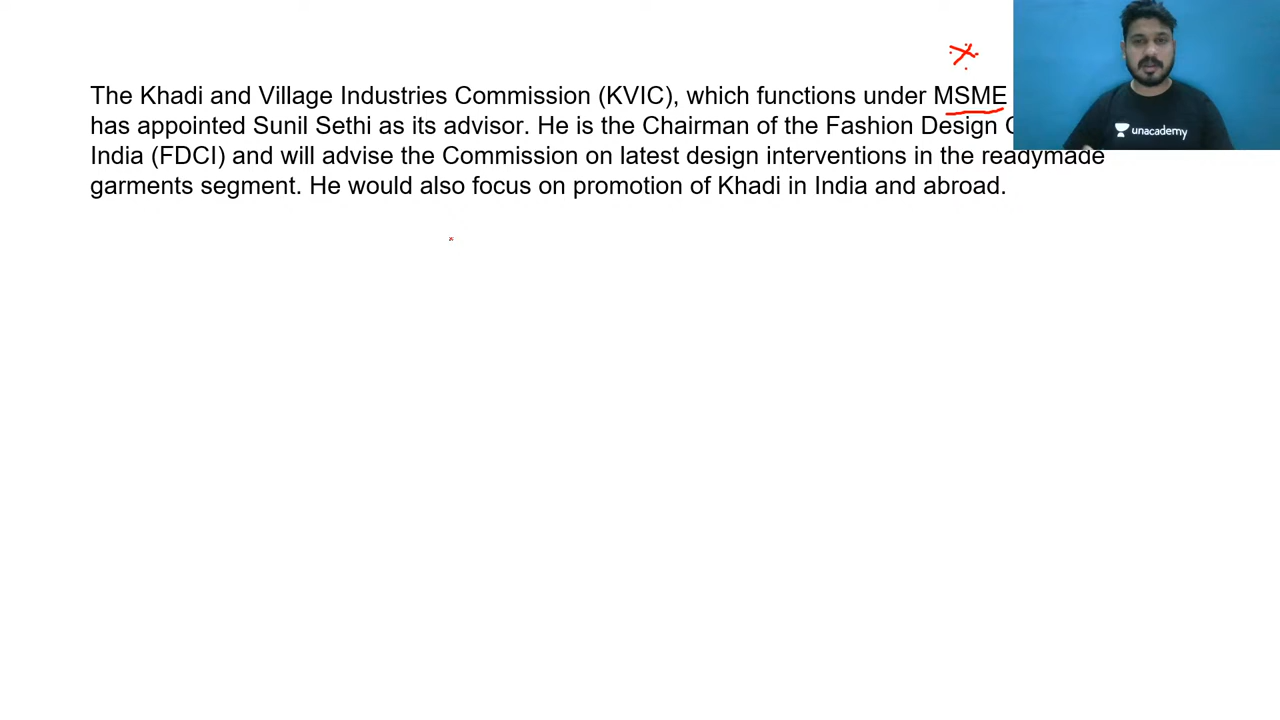 The Khadi and Village Industries Commission (KVIC), which functions under MSME
has appointed Sunil Sethi as its advisor. He is the Chairman of the Fashion Design
India (FDCI) and will advise the Commission on latest design interventions in the readymade
garments segment. He would also focus on promotion of Khadi in India and abroad.
unacademy